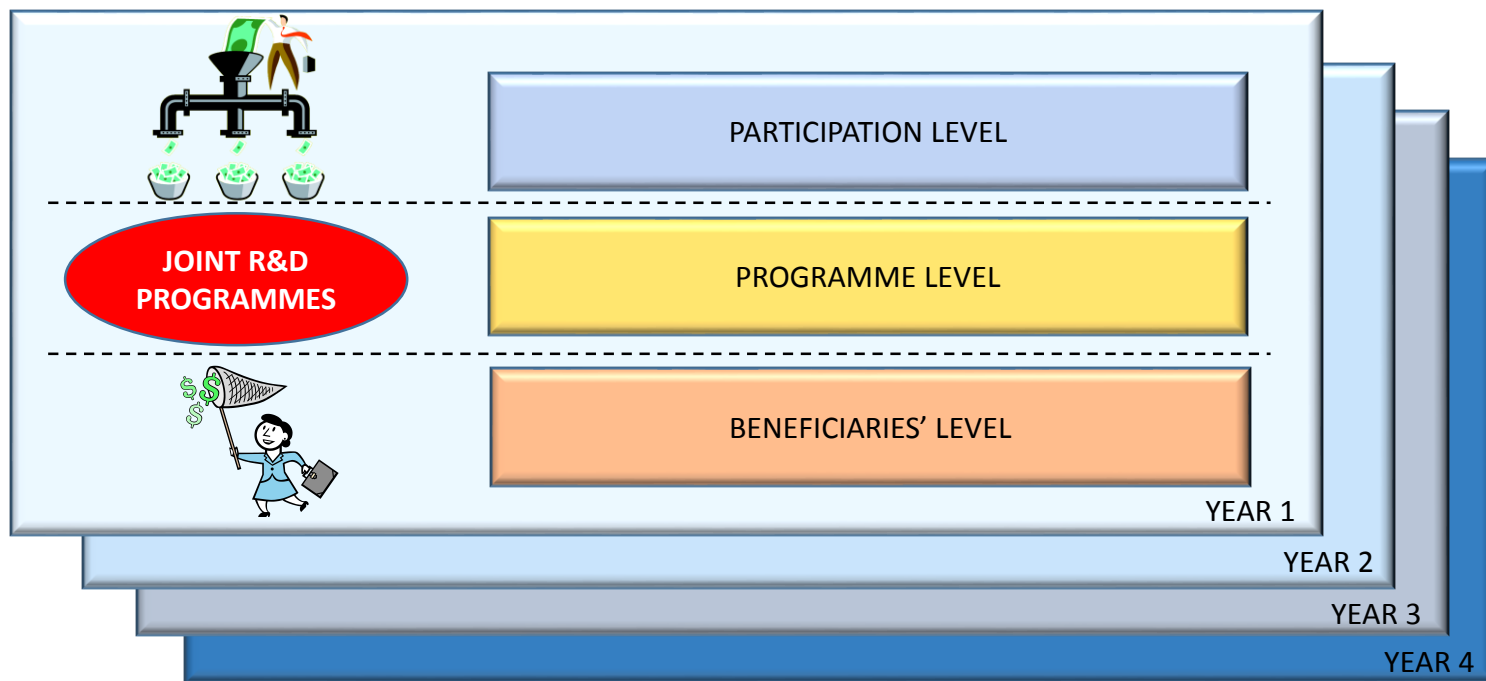 PARTICIPATION LEVEL
JOINT R&D
PROGRAMMES
PROGRAMME LEVEL
BENEFICIARIES’ LEVEL
YEAR 1
YEAR 2
YEAR 3
YEAR 4